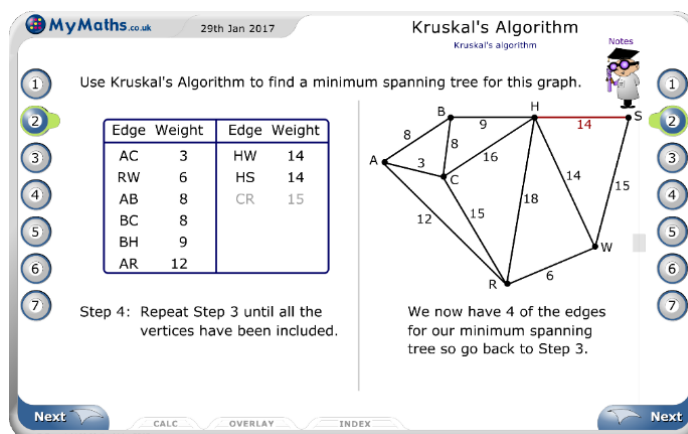 MyMaths.co.uk
29th Jan 2017
Kruskal's Algorithm
Kruskal's algorithm
Notes
Use Kruskal's Algorithm to find a minimum spanning tree for this graph.
1
2
3
4
5
6
7
Edge Weight Edge Weight
AC 3 HW 14
RW 6 HS 14
AB 8 CR 15
BC 8
BH 9
AR 12
Step 4: Repeat Step 3 until all the
vertices have been included.
B
H
S
8
9
14
8
A
3
16
C
14
15
12
15
18
W
6
R
We now have 4 of the edges
for our minimum spanning
tree so go back to Step 3.
1
2
3
4
5
6
7
Next
CALC
OVERLAY
INDEX
Next